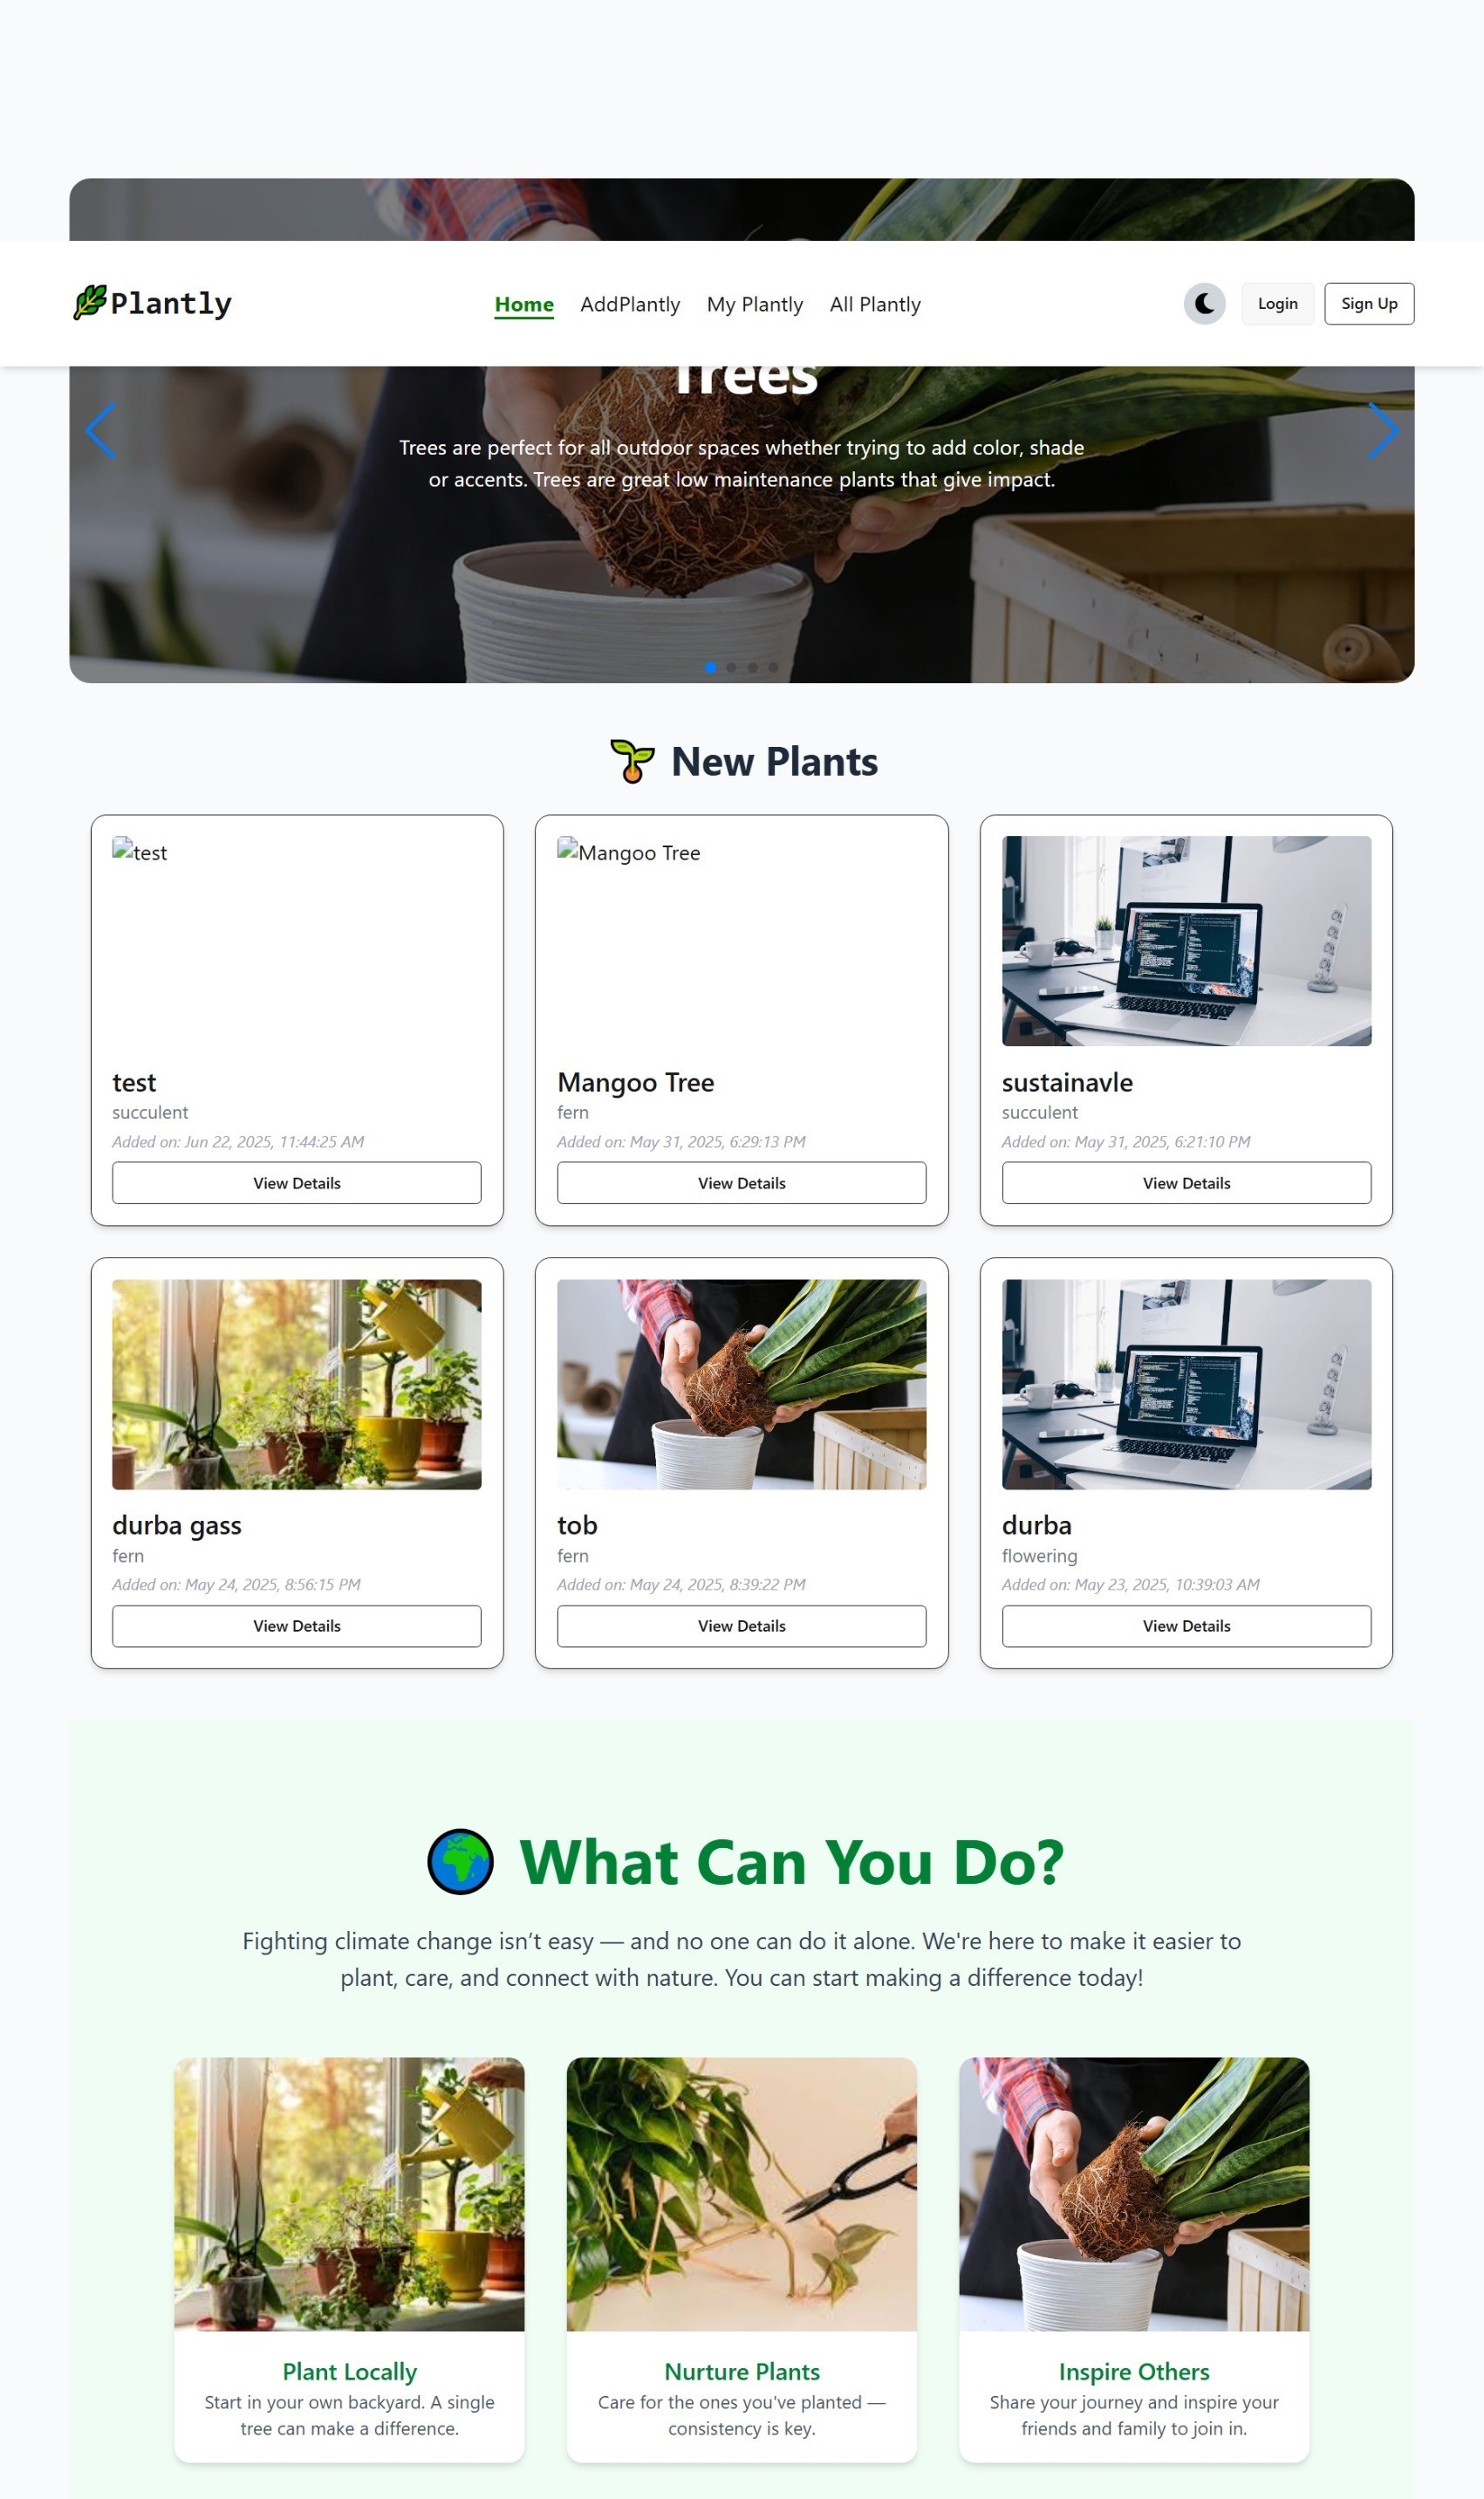 Plantly
Home AddPlantly My Plantly All Plantly
Login Sign Up
Trees
Trees are perfect for all outdoor spaces whether trying to add color, shade
or accents. Trees are great low maintenance plants that give impact.
New Plants
test
test
succulent
Added on: Jun 22, 2025, 11:44:25 AM
View Details
Mangoo Tree
Mangoo Tree
fern
Added on: May 31, 2025, 6:29:13 PM
View Details
sustainavle
succulent
Added on: May 31, 2025, 6:21:10 PM
View Details
durba gass
fern
Added on: May 24, 2025, 8:56:15 PM
View Details
tob
fern
Added on: May 24, 2025, 8:39:22 PM
View Details
durba
flowering
Added on: May 23, 2025, 10:39:03 AM
View Details
What Can You Do?
Fighting climate change isn’t easy — and no one can do it alone. We're here to make it easier to
plant, care, and connect with nature. You can start making a difference today!
Plant Locally
Start in your own backyard. A single
tree can make a difference.
Nurture Plants
Care for the ones you've planted —
consistency is key.
Inspire Others
Share your journey and inspire your
friends and family to join in.